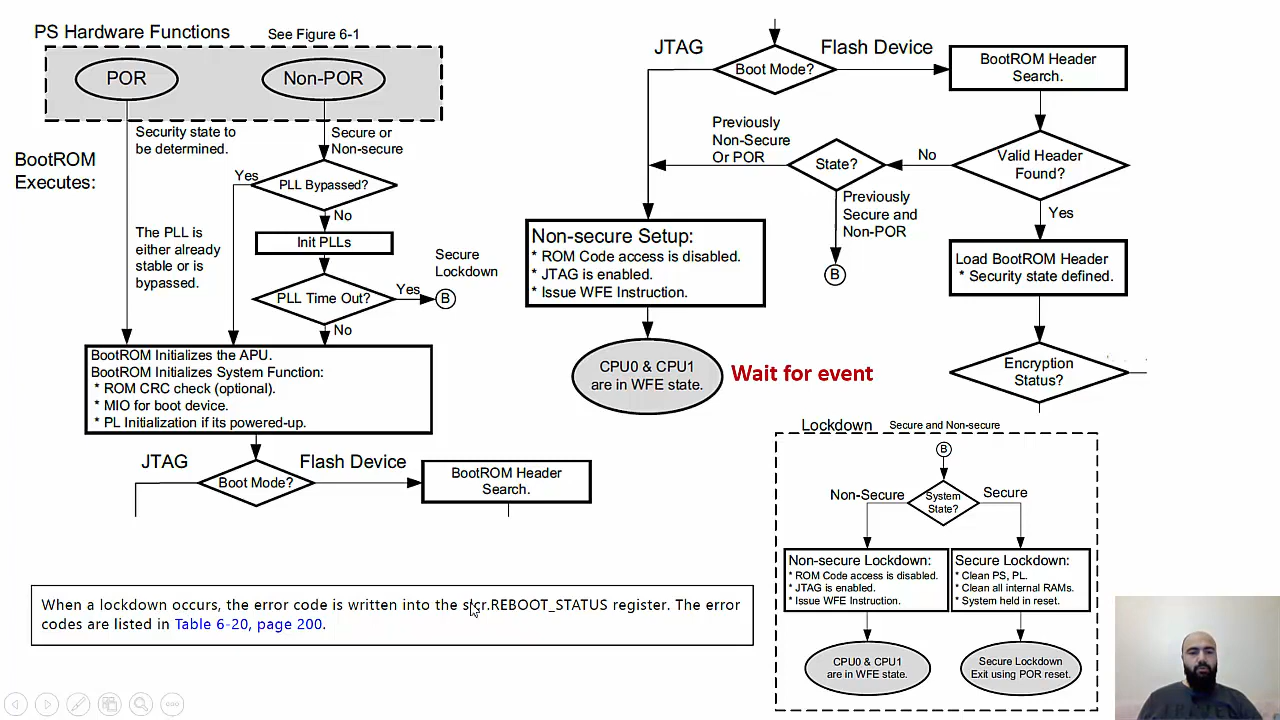 PS Hardware Functions
See Figure 6-1
POR
Non-POR
Security state to
be determined.
Secure or
Non-secure
BootROM
Executes:
Yes
PLL Bypassed?
No
The PLL is
either already
stable or is
bypassed.
Init PLLs
Secure
Lockdown
PLL Time Out?
Yes
B
No
BootROM Initializes the APU.
BootROM Initializes System Function:
* ROM CRC check (optional).
* MIO for boot device.
* PL Initialization if its powered-up.
JTAG
Boot Mode?
Flash Device
BootROM Header
Search.
JTAG
Boot Mode?
Flash Device
BootROM Header
Search.
Previously
Non-Secure
Or POR
State?
No
Valid Header
Found?
Previously
Secure and
Non-POR
B
Yes
Non-secure Setup:
* ROM Code access is disabled.
* JTAG is enabled.
* Issue WFE Instruction.
Load BootROM Header
* Security state defined.
CPU0 & CPU1
are in WFE state.
Wait for event
Encryption
Status?
Lockdown
Secure and Non-secure
B
Non-Secure
System
State?
Secure
Non-secure Lockdown:
* ROM Code access is disabled.
* JTAG is enabled.
* Issue WFE Instruction.
Secure Lockdown:
* Clean PS, PL.
* Clean all internal RAMs.
* System held in reset.
CPU0 & CPU1
are in WFE state.
Secure Lockdown
Exit using POR reset.
When a lockdown occurs, the error code is written into the slcr.REBOOT_STATUS register. The error
codes are listed in Table 6-20, page 200.